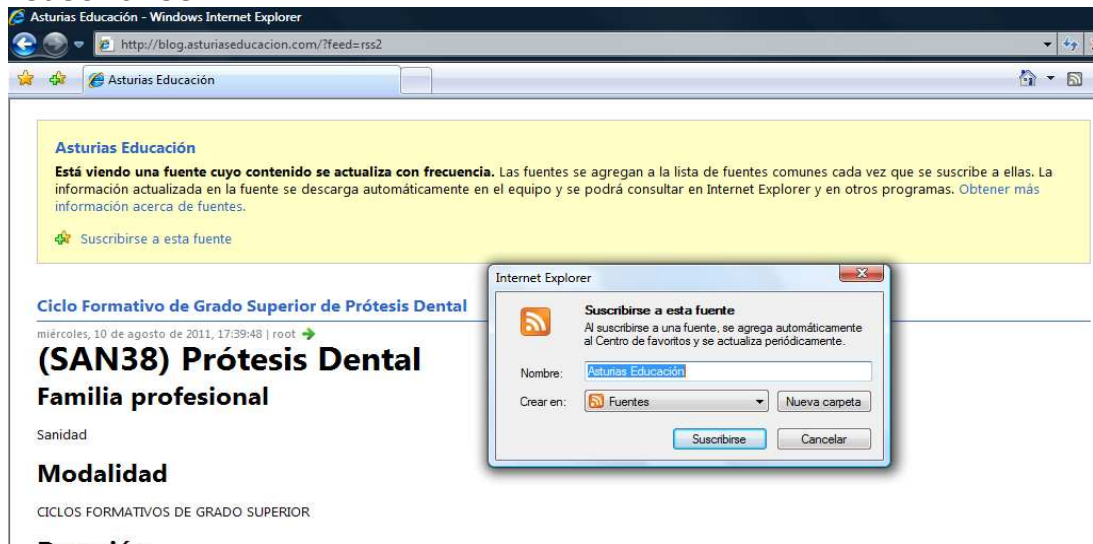 Asturias Educación - Windows Internet Explorer
http://blog.asturiaseducacion.com/?feed=rss2
Asturias Educación
Asturias Educación
Está viendo una fuente cuyo contenido se actualiza con frecuencia. Las fuentes se agregan a la lista de fuentes comunes cada vez que se suscribe a ellas. La
información actualizada en la fuente se descarga automáticamente en el equipo y se podrá consultar en Internet Explorer y en otros programas. Obtener más
información acerca de fuentes.
Suscribirse a esta fuente
Ciclo Formativo de Grado Superior de Prótesis Dental
miércoles, 10 de agosto de 2011, 17:39:48 | root
(SAN38) Prótesis Dental
Familia profesional
Sanidad
Modalidad
CICLOS FORMATIVOS DE GRADO SUPERIOR
Internet Explorer
Suscribirse a esta fuente
Al suscribirse a una fuente, se agrega automáticamente
al Centro de favoritos y se actualiza periódicamente.
Nombre: Asturias Educación
Crear en: Fuentes Nueva carpeta
Suscribirse Cancelar